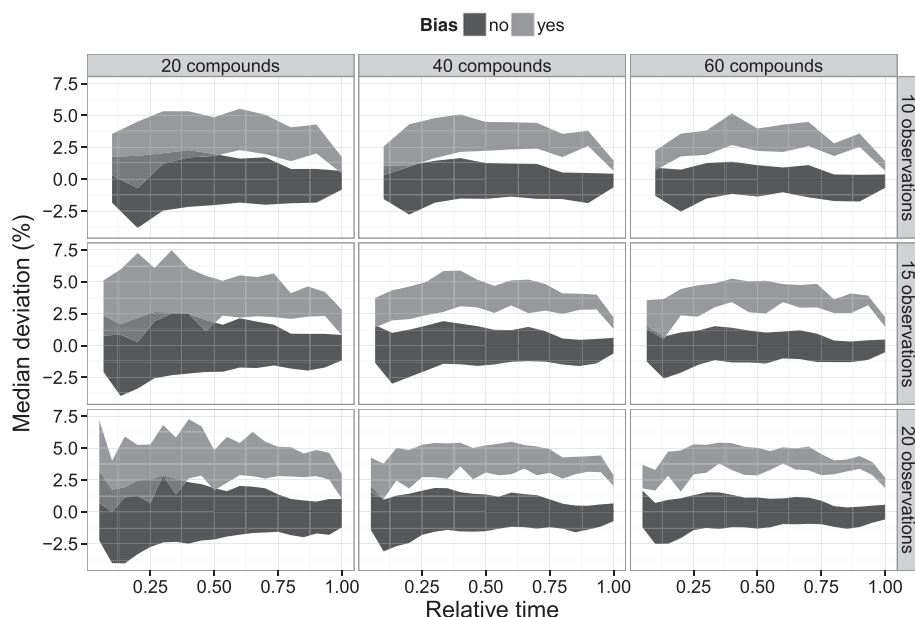 Bias no yes
20 compounds 40 compounds 60 compounds
7.5
5.0
2.5
0.0
−2.5
10 observations
7.5
5.0
2.5
0.0
−2.5
15 observations
7.5
5.0
2.5
0.0
−2.5
20 observations
Median deviation (%)
0.25 0.50 0.75 1.00 0.25 0.50 0.75 1.00 0.25 0.50 0.75 1.00
Relative time